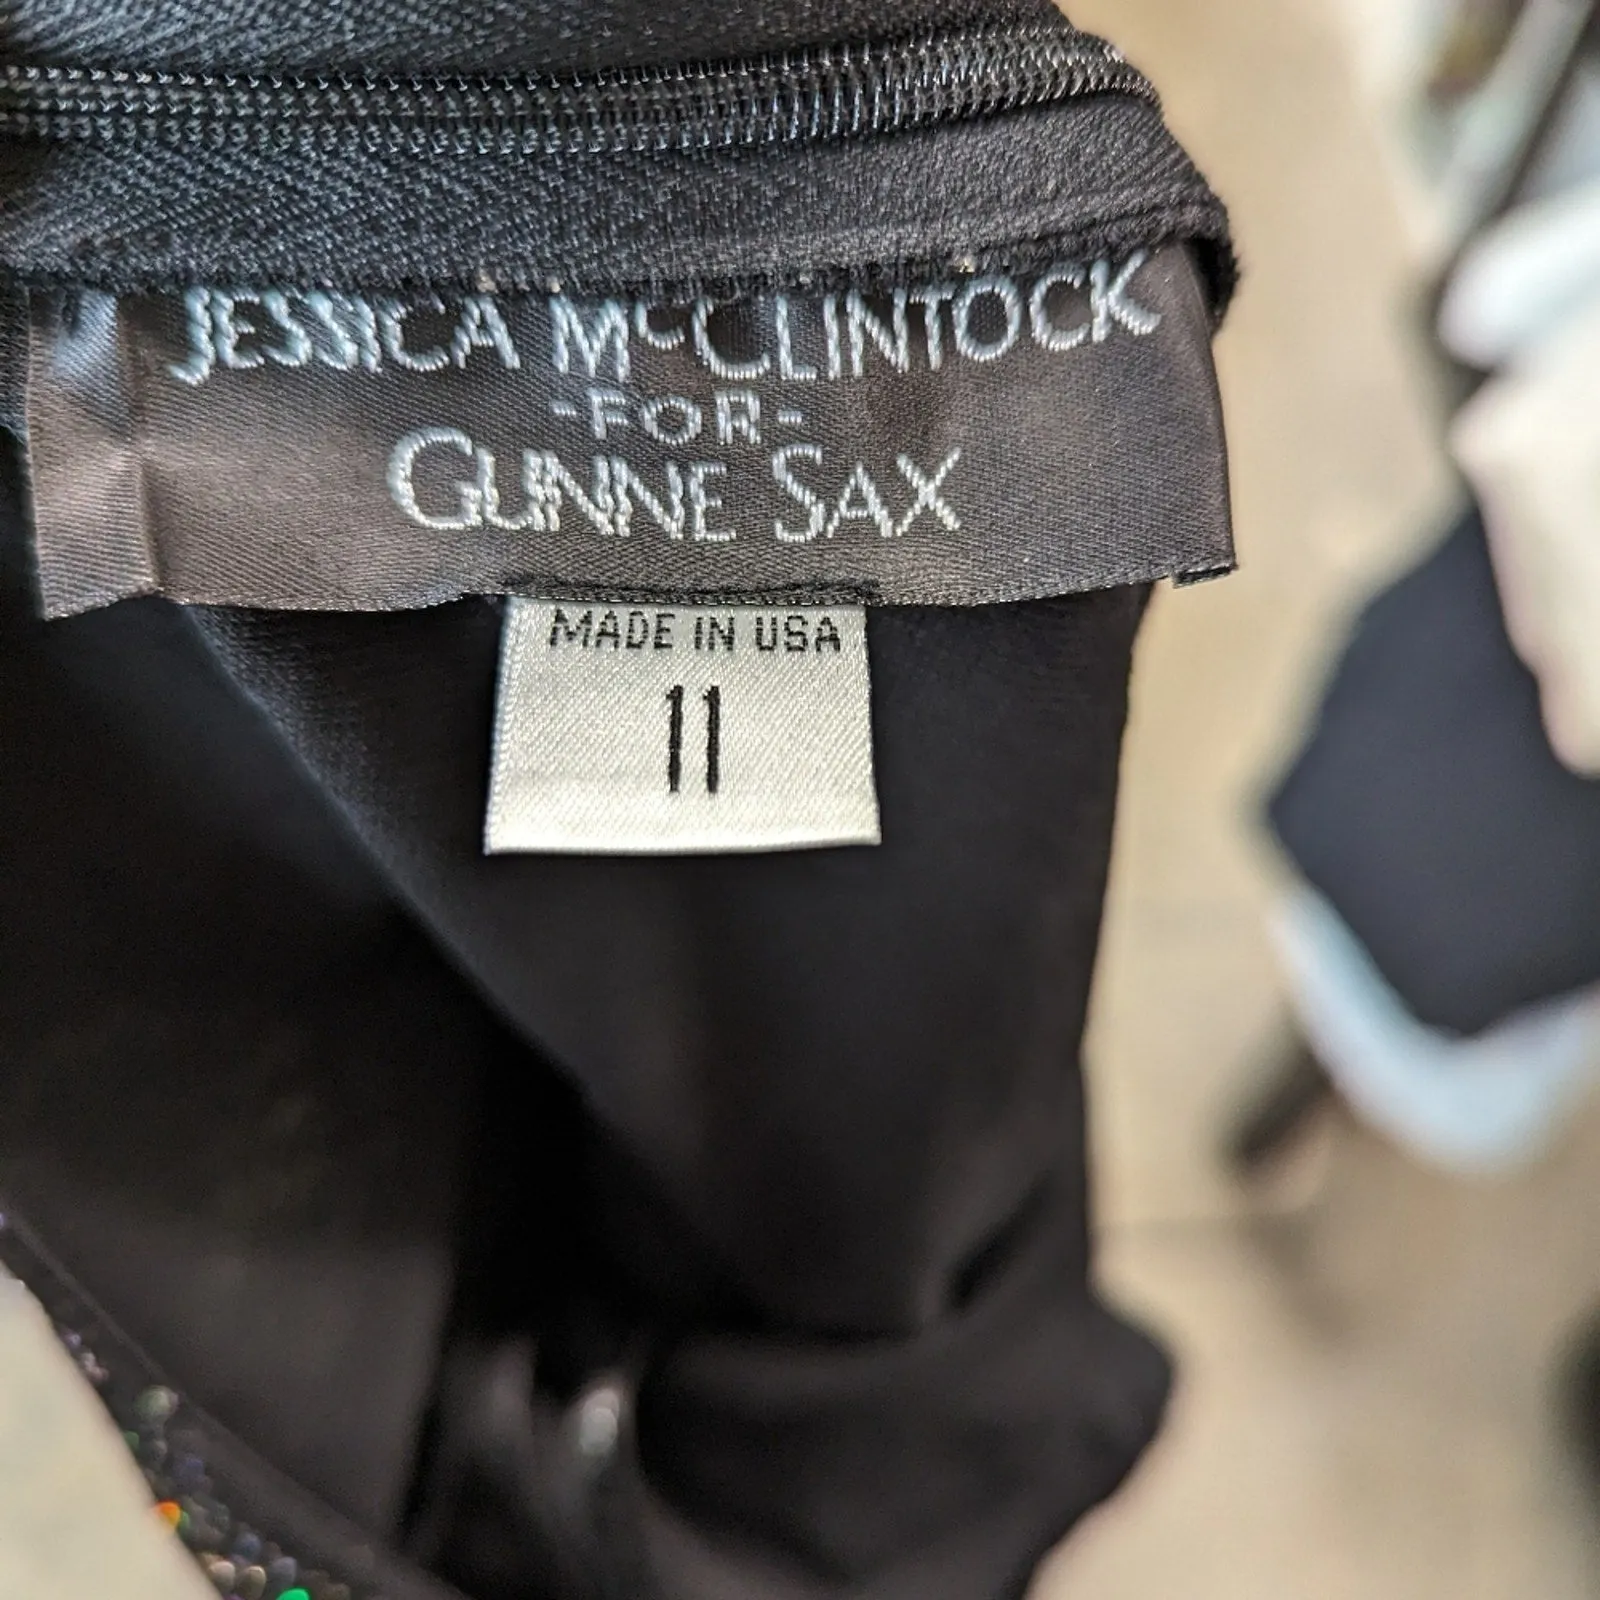 JESSICA MCCLINTOCK
-FOR-
GUNNE SAX
MADE IN USA
11